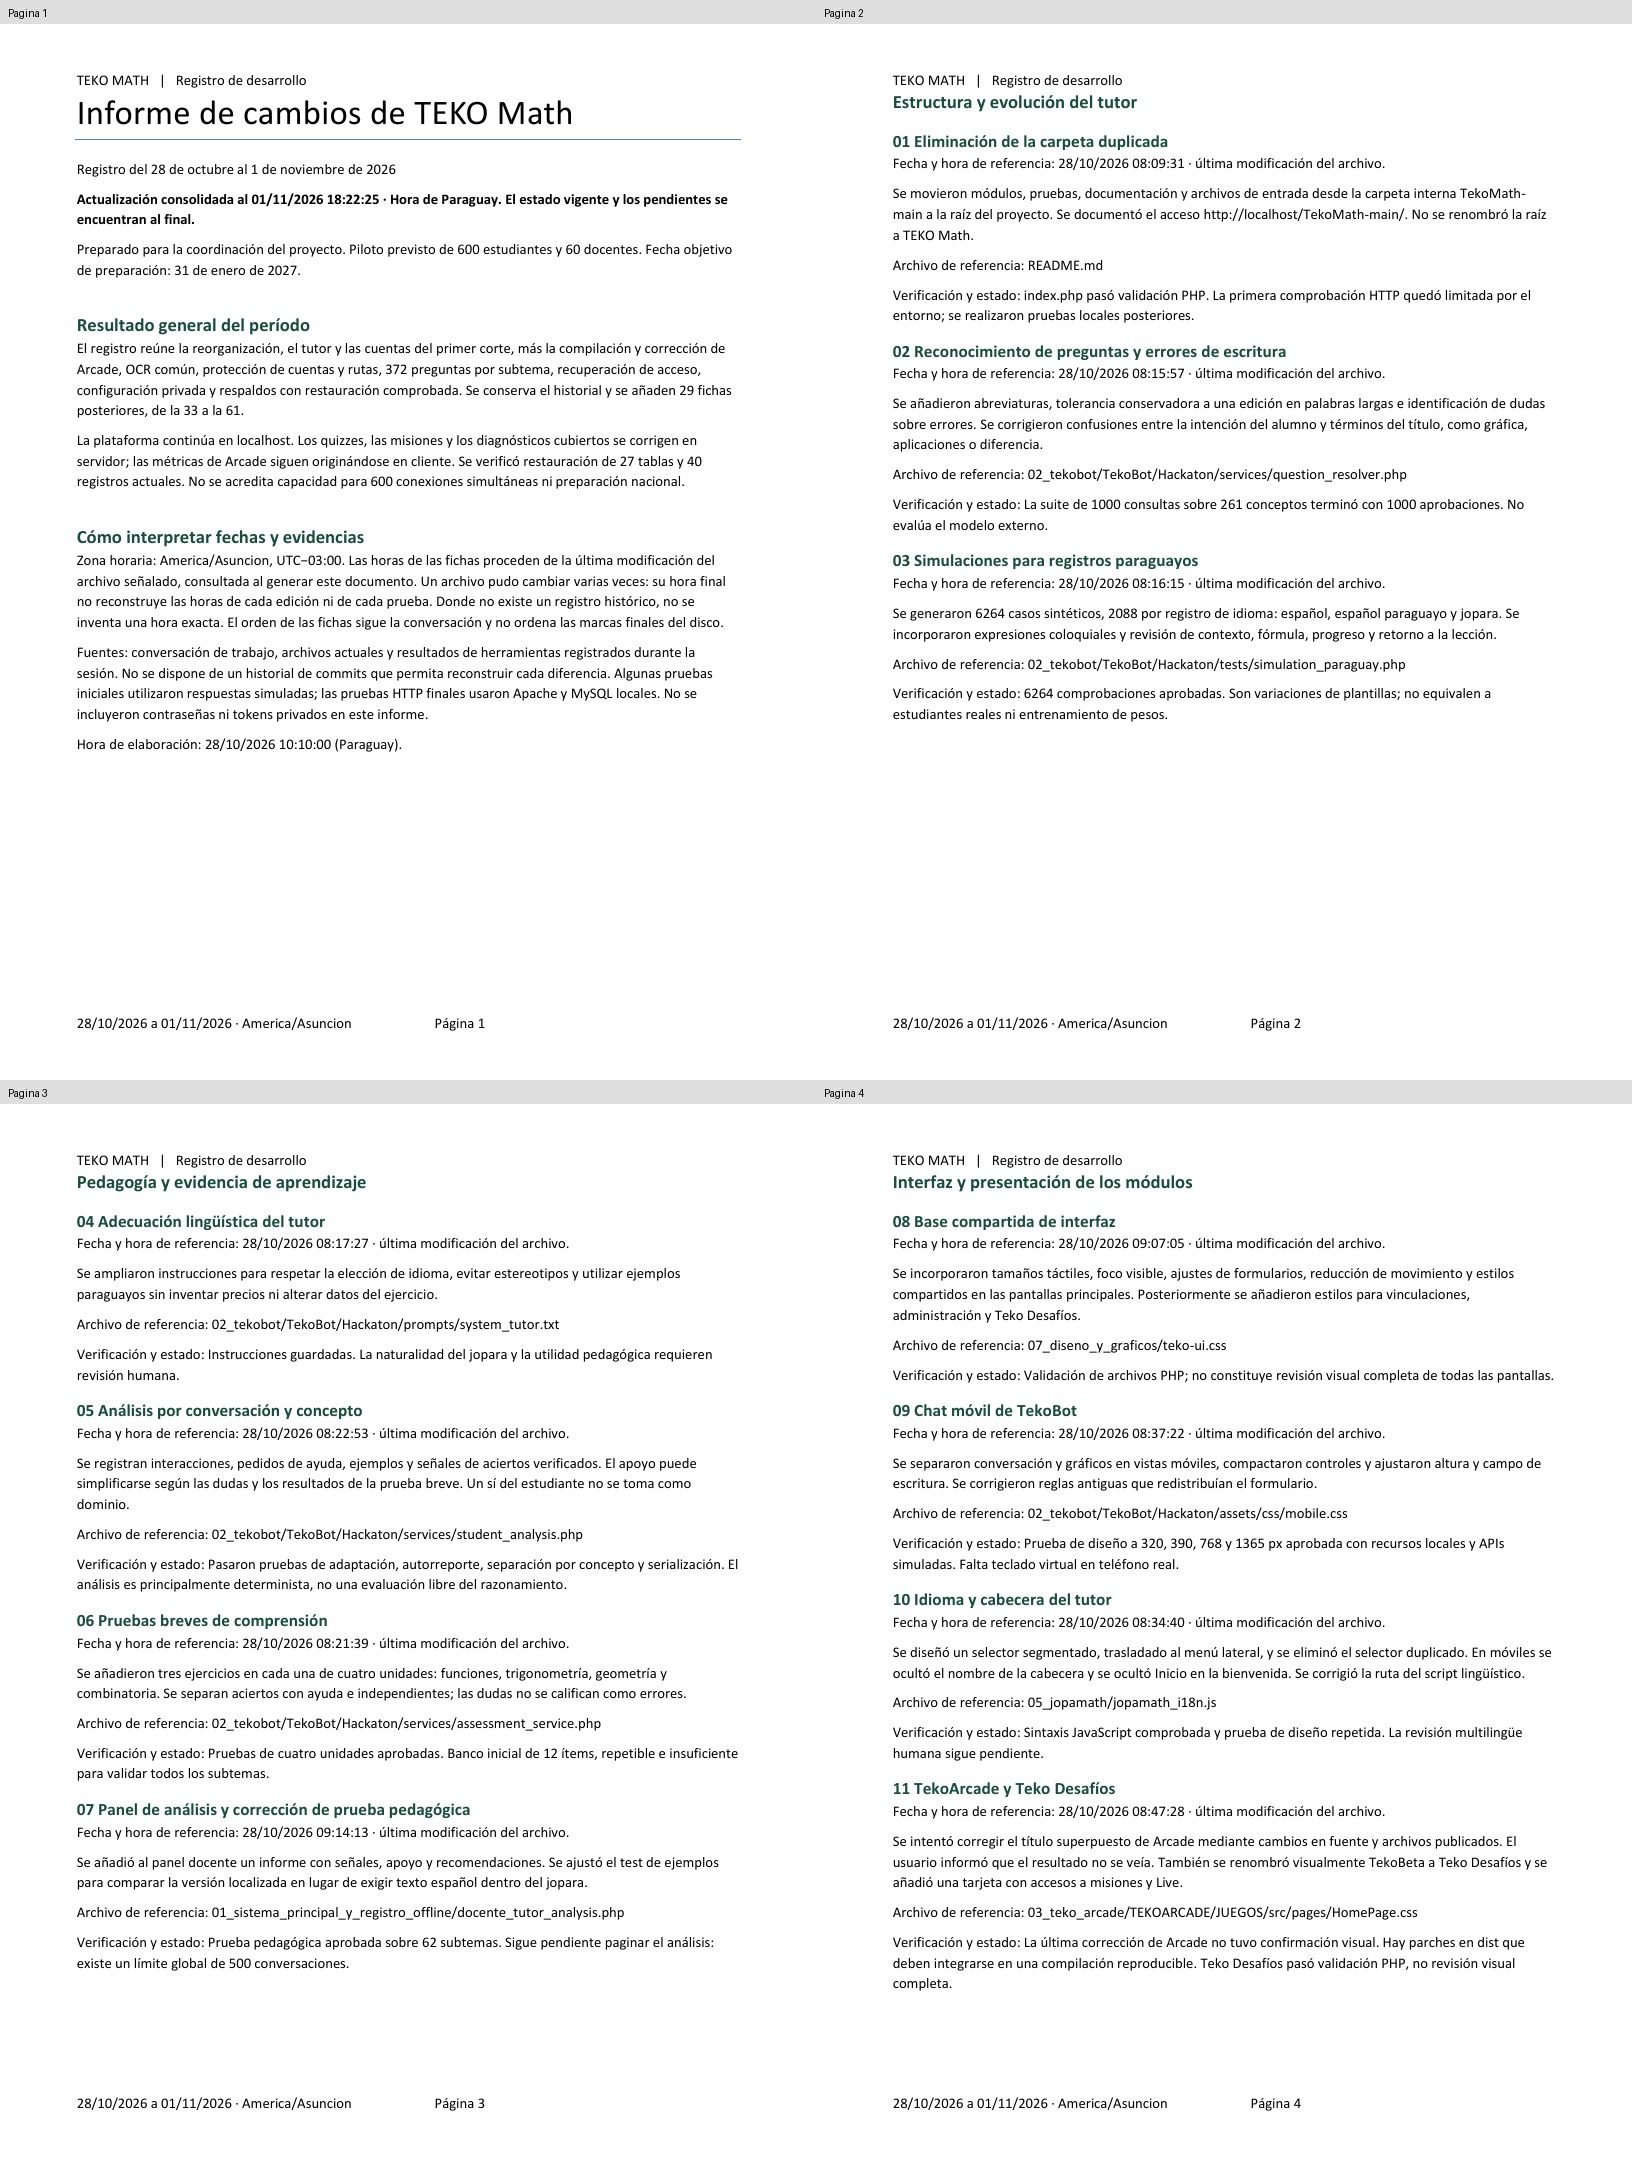 Pagina 1
TEKO MATH | Registro de desarrollo
Informe de cambios de TEKO Math
Registro del 28 de octubre al 1 de noviembre de 2026
Actualización consolidada al 01/11/2026 18:22:25 · Hora de Paraguay. El estado vigente y los pendientes se
encuentran al final.
Preparado para la coordinación del proyecto. Piloto previsto de 600 estudiantes y 60 docentes. Fecha objetivo
de preparación: 31 de enero de 2027.
Resultado general del período
El registro reúne la reorganización, el tutor y las cuentas del primer corte, más la compilación y corrección de
Arcade, OCR común, protección de cuentas y rutas, 372 preguntas por subtema, recuperación de acceso,
configuración privada y respaldos con restauración comprobada. Se conserva el historial y se añaden 29 fichas
posteriores, de la 33 a la 61.
La plataforma continúa en localhost. Los quizzes, las misiones y los diagnósticos cubiertos se corrigen en
servidor; las métricas de Arcade siguen originándose en cliente. Se verificó restauración de 27 tablas y 40
registros actuales. No se acredita capacidad para 600 conexiones simultáneas ni preparación nacional.
Cómo interpretar fechas y evidencias
Zona horaria: America/Asuncion, UTC−03:00. Las horas de las fichas proceden de la última modificación del
archivo señalado, consultada al generar este documento. Un archivo pudo cambiar varias veces: su hora final
no reconstruye las horas de cada edición ni de cada prueba. Donde no existe un registro histórico, no se
inventa una hora exacta. El orden de las fichas sigue la conversación y no ordena las marcas finales del disco.
Fuentes: conversación de trabajo, archivos actuales y resultados de herramientas registrados durante la
sesión. No se dispone de un historial de commits que permita reconstruir cada diferencia. Algunas pruebas
iniciales utilizaron respuestas simuladas; las pruebas HTTP finales usaron Apache y MySQL locales. No se
incluyeron contraseñas ni tokens privados en este informe.
Hora de elaboración: 28/10/2026 10:10:00 (Paraguay).
28/10/2026 a 01/11/2026 · America/Asuncion Página 1
Pagina 2
TEKO MATH | Registro de desarrollo
Estructura y evolución del tutor
01 Eliminación de la carpeta duplicada
Fecha y hora de referencia: 28/10/2026 08:09:31 · última modificación del archivo.
Se movieron módulos, pruebas, documentación y archivos de entrada desde la carpeta interna TekoMath-
main a la raíz del proyecto. Se documentó el acceso http://localhost/TekoMath-main/. No se renombró la raíz
a TEKO Math.
Archivo de referencia: README.md
Verificación y estado: index.php pasó validación PHP. La primera comprobación HTTP quedó limitada por el
entorno; se realizaron pruebas locales posteriores.
02 Reconocimiento de preguntas y errores de escritura
Fecha y hora de referencia: 28/10/2026 08:15:57 · última modificación del archivo.
Se añadieron abreviaturas, tolerancia conservadora a una edición en palabras largas e identificación de dudas
sobre errores. Se corrigieron confusiones entre la intención del alumno y términos del título, como gráfica,
aplicaciones o diferencia.
Archivo de referencia: 02_tekobot/TekoBot/Hackaton/services/question_resolver.php
Verificación y estado: La suite de 1000 consultas sobre 261 conceptos terminó con 1000 aprobaciones. No
evalúa el modelo externo.
03 Simulaciones para registros paraguayos
Fecha y hora de referencia: 28/10/2026 08:16:15 · última modificación del archivo.
Se generaron 6264 casos sintéticos, 2088 por registro de idioma: español, español paraguayo y jopara. Se
incorporaron expresiones coloquiales y revisión de contexto, fórmula, progreso y retorno a la lección.
Archivo de referencia: 02_tekobot/TekoBot/Hackaton/tests/simulation_paraguay.php
Verificación y estado: 6264 comprobaciones aprobadas. Son variaciones de plantillas; no equivalen a
estudiantes reales ni entrenamiento de pesos.
28/10/2026 a 01/11/2026 · America/Asuncion Página 2
Pagina 3
TEKO MATH | Registro de desarrollo
Pedagogía y evidencia de aprendizaje
04 Adecuación lingüística del tutor
Fecha y hora de referencia: 28/10/2026 08:17:27 · última modificación del archivo.
Se ampliaron instrucciones para respetar la elección de idioma, evitar estereotipos y utilizar ejemplos
paraguayos sin inventar precios ni alterar datos del ejercicio.
Archivo de referencia: 02_tekobot/TekoBot/Hackaton/prompts/system_tutor.txt
Verificación y estado: Instrucciones guardadas. La naturalidad del jopara y la utilidad pedagógica requieren
revisión humana.
05 Análisis por conversación y concepto
Fecha y hora de referencia: 28/10/2026 08:22:53 · última modificación del archivo.
Se registran interacciones, pedidos de ayuda, ejemplos y señales de aciertos verificados. El apoyo puede
simplificarse según las dudas y los resultados de la prueba breve. Un sí del estudiante no se toma como
dominio.
Archivo de referencia: 02_tekobot/TekoBot/Hackaton/services/student_analysis.php
Verificación y estado: Pasaron pruebas de adaptación, autorreporte, separación por concepto y serialización. El
análisis es principalmente determinista, no una evaluación libre del razonamiento.
06 Pruebas breves de comprensión
Fecha y hora de referencia: 28/10/2026 08:21:39 · última modificación del archivo.
Se añadieron tres ejercicios en cada una de cuatro unidades: funciones, trigonometría, geometría y
combinatoria. Se separan aciertos con ayuda e independientes; las dudas no se califican como errores.
Archivo de referencia: 02_tekobot/TekoBot/Hackaton/services/assessment_service.php
Verificación y estado: Pruebas de cuatro unidades aprobadas. Banco inicial de 12 ítems, repetible e insuficiente
para validar todos los subtemas.
07 Panel de análisis y corrección de prueba pedagógica
Fecha y hora de referencia: 28/10/2026 09:14:13 · última modificación del archivo.
Se añadió al panel docente un informe con señales, apoyo y recomendaciones. Se ajustó el test de ejemplos
para comparar la versión localizada en lugar de exigir texto español dentro del jopara.
Archivo de referencia: 01_sistema_principal_y_registro_offline/docente_tutor_analysis.php
Verificación y estado: Prueba pedagógica aprobada sobre 62 subtemas. Sigue pendiente paginar el análisis:
existe un límite global de 500 conversaciones.
28/10/2026 a 01/11/2026 · America/Asuncion Página 3
Pagina 4
TEKO MATH | Registro de desarrollo
Interfaz y presentación de los módulos
08 Base compartida de interfaz
Fecha y hora de referencia: 28/10/2026 09:07:05 · última modificación del archivo.
Se incorporaron tamaños táctiles, foco visible, ajustes de formularios, reducción de movimiento y estilos
compartidos en las pantallas principales. Posteriormente se añadieron estilos para vinculaciones,
administración y Teko Desafíos.
Archivo de referencia: 07_diseno_y_graficos/teko-ui.css
Verificación y estado: Validación de archivos PHP; no constituye revisión visual completa de todas las pantallas.
09 Chat móvil de TekoBot
Fecha y hora de referencia: 28/10/2026 08:37:22 · última modificación del archivo.
Se separaron conversación y gráficos en vistas móviles, compactaron controles y ajustaron altura y campo de
escritura. Se corrigieron reglas antiguas que redistribuían el formulario.
Archivo de referencia: 02_tekobot/TekoBot/Hackaton/assets/css/mobile.css
Verificación y estado: Prueba de diseño a 320, 390, 768 y 1365 px aprobada con recursos locales y APIs
simuladas. Falta teclado virtual en teléfono real.
10 Idioma y cabecera del tutor
Fecha y hora de referencia: 28/10/2026 08:34:40 · última modificación del archivo.
Se diseñó un selector segmentado, trasladado al menú lateral, y se eliminó el selector duplicado. En móviles se
ocultó el nombre de la cabecera y se ocultó Inicio en la bienvenida. Se corrigió la ruta del script lingüístico.
Archivo de referencia: 05_jopamath/jopamath_i18n.js
Verificación y estado: Sintaxis JavaScript comprobada y prueba de diseño repetida. La revisión multilingüe
humana sigue pendiente.
11 TekoArcade y Teko Desafíos
Fecha y hora de referencia: 28/10/2026 08:47:28 · última modificación del archivo.
Se intentó corregir el título superpuesto de Arcade mediante cambios en fuente y archivos publicados. El
usuario informó que el resultado no se veía. También se renombró visualmente TekoBeta a Teko Desafíos y se
añadió una tarjeta con accesos a misiones y Live.
Archivo de referencia: 03_teko_arcade/TEKOARCADE/JUEGOS/src/pages/HomePage.css
Verificación y estado: La última corrección de Arcade no tuvo confirmación visual. Hay parches en dist que
deben integrarse en una compilación reproducible. Teko Desafíos pasó validación PHP, no revisión visual
completa.
28/10/2026 a 01/11/2026 · America/Asuncion Página 4